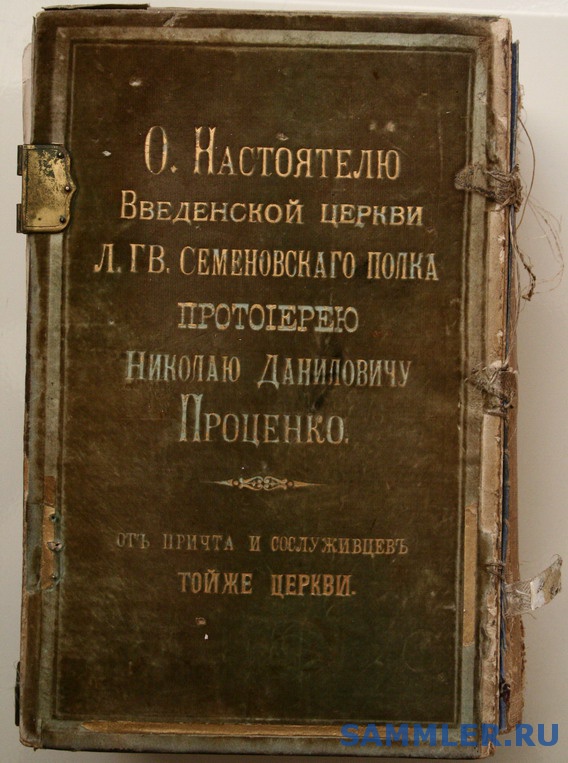 О. Настоятелю
Введенской церкви
Л. Гв. Семеновскаго полка
протоіерею
Николаю Даниловичу
Проценко.
отъ причта и сослуживцевъ
тойже церкви.
SAMMLER.RU